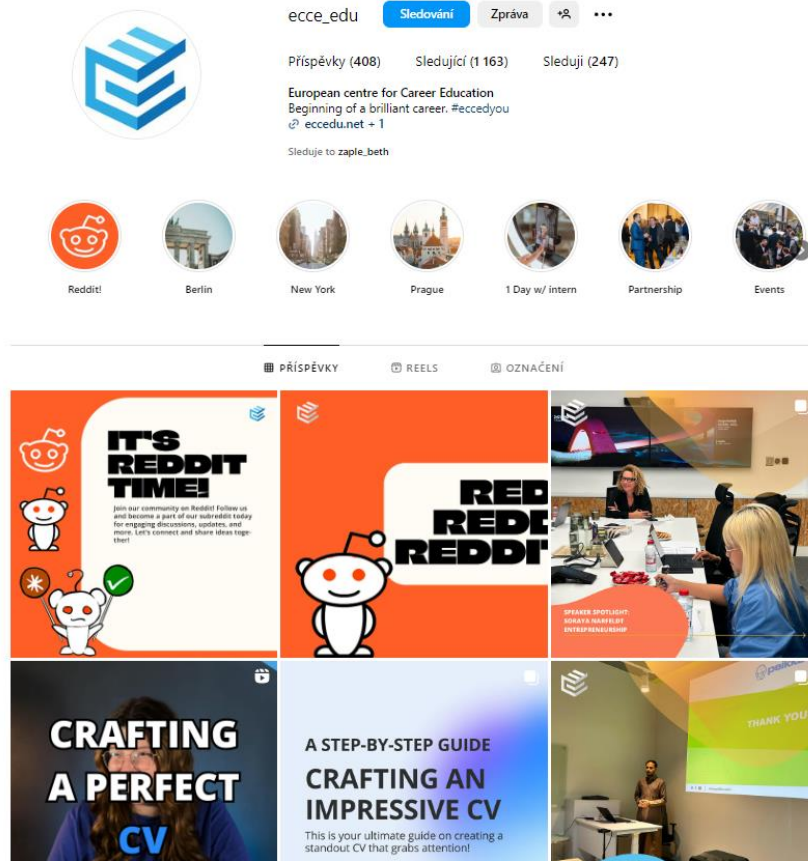 ecce_edu Sledování Zpráva
Příspěvky (408) Sledující (1 163) Sleduji (247)
European centre for Career Education
Beginning of a brilliant career. #eccedyou
eccedu.net + 1
Sleduje to zaple_beth
Reddit! Berlin New York Prague 1 Day w/ intern Partnership Events
PŘÍSPĚVKY REELS OZNAČENÍ
IT'S
REDDIT
TIME!
Join our community on Reddit! Follow us
and become a part of our subreddit today
for engaging discussions, updates, and
more. Let's connect and share ideas toge-
ther!
RED
REDD
REDDIT
SPEAKER SPOTLIGHT:
SORAYA NARFELDT
ENTREPRENEURSHIP
CRAFTING
A PERFECT
CV
A STEP-BY-STEP GUIDE
CRAFTING AN
IMPRESSIVE CV
This is your ultimate guide on creating a
standout CV that grabs attention!
THANK YOU